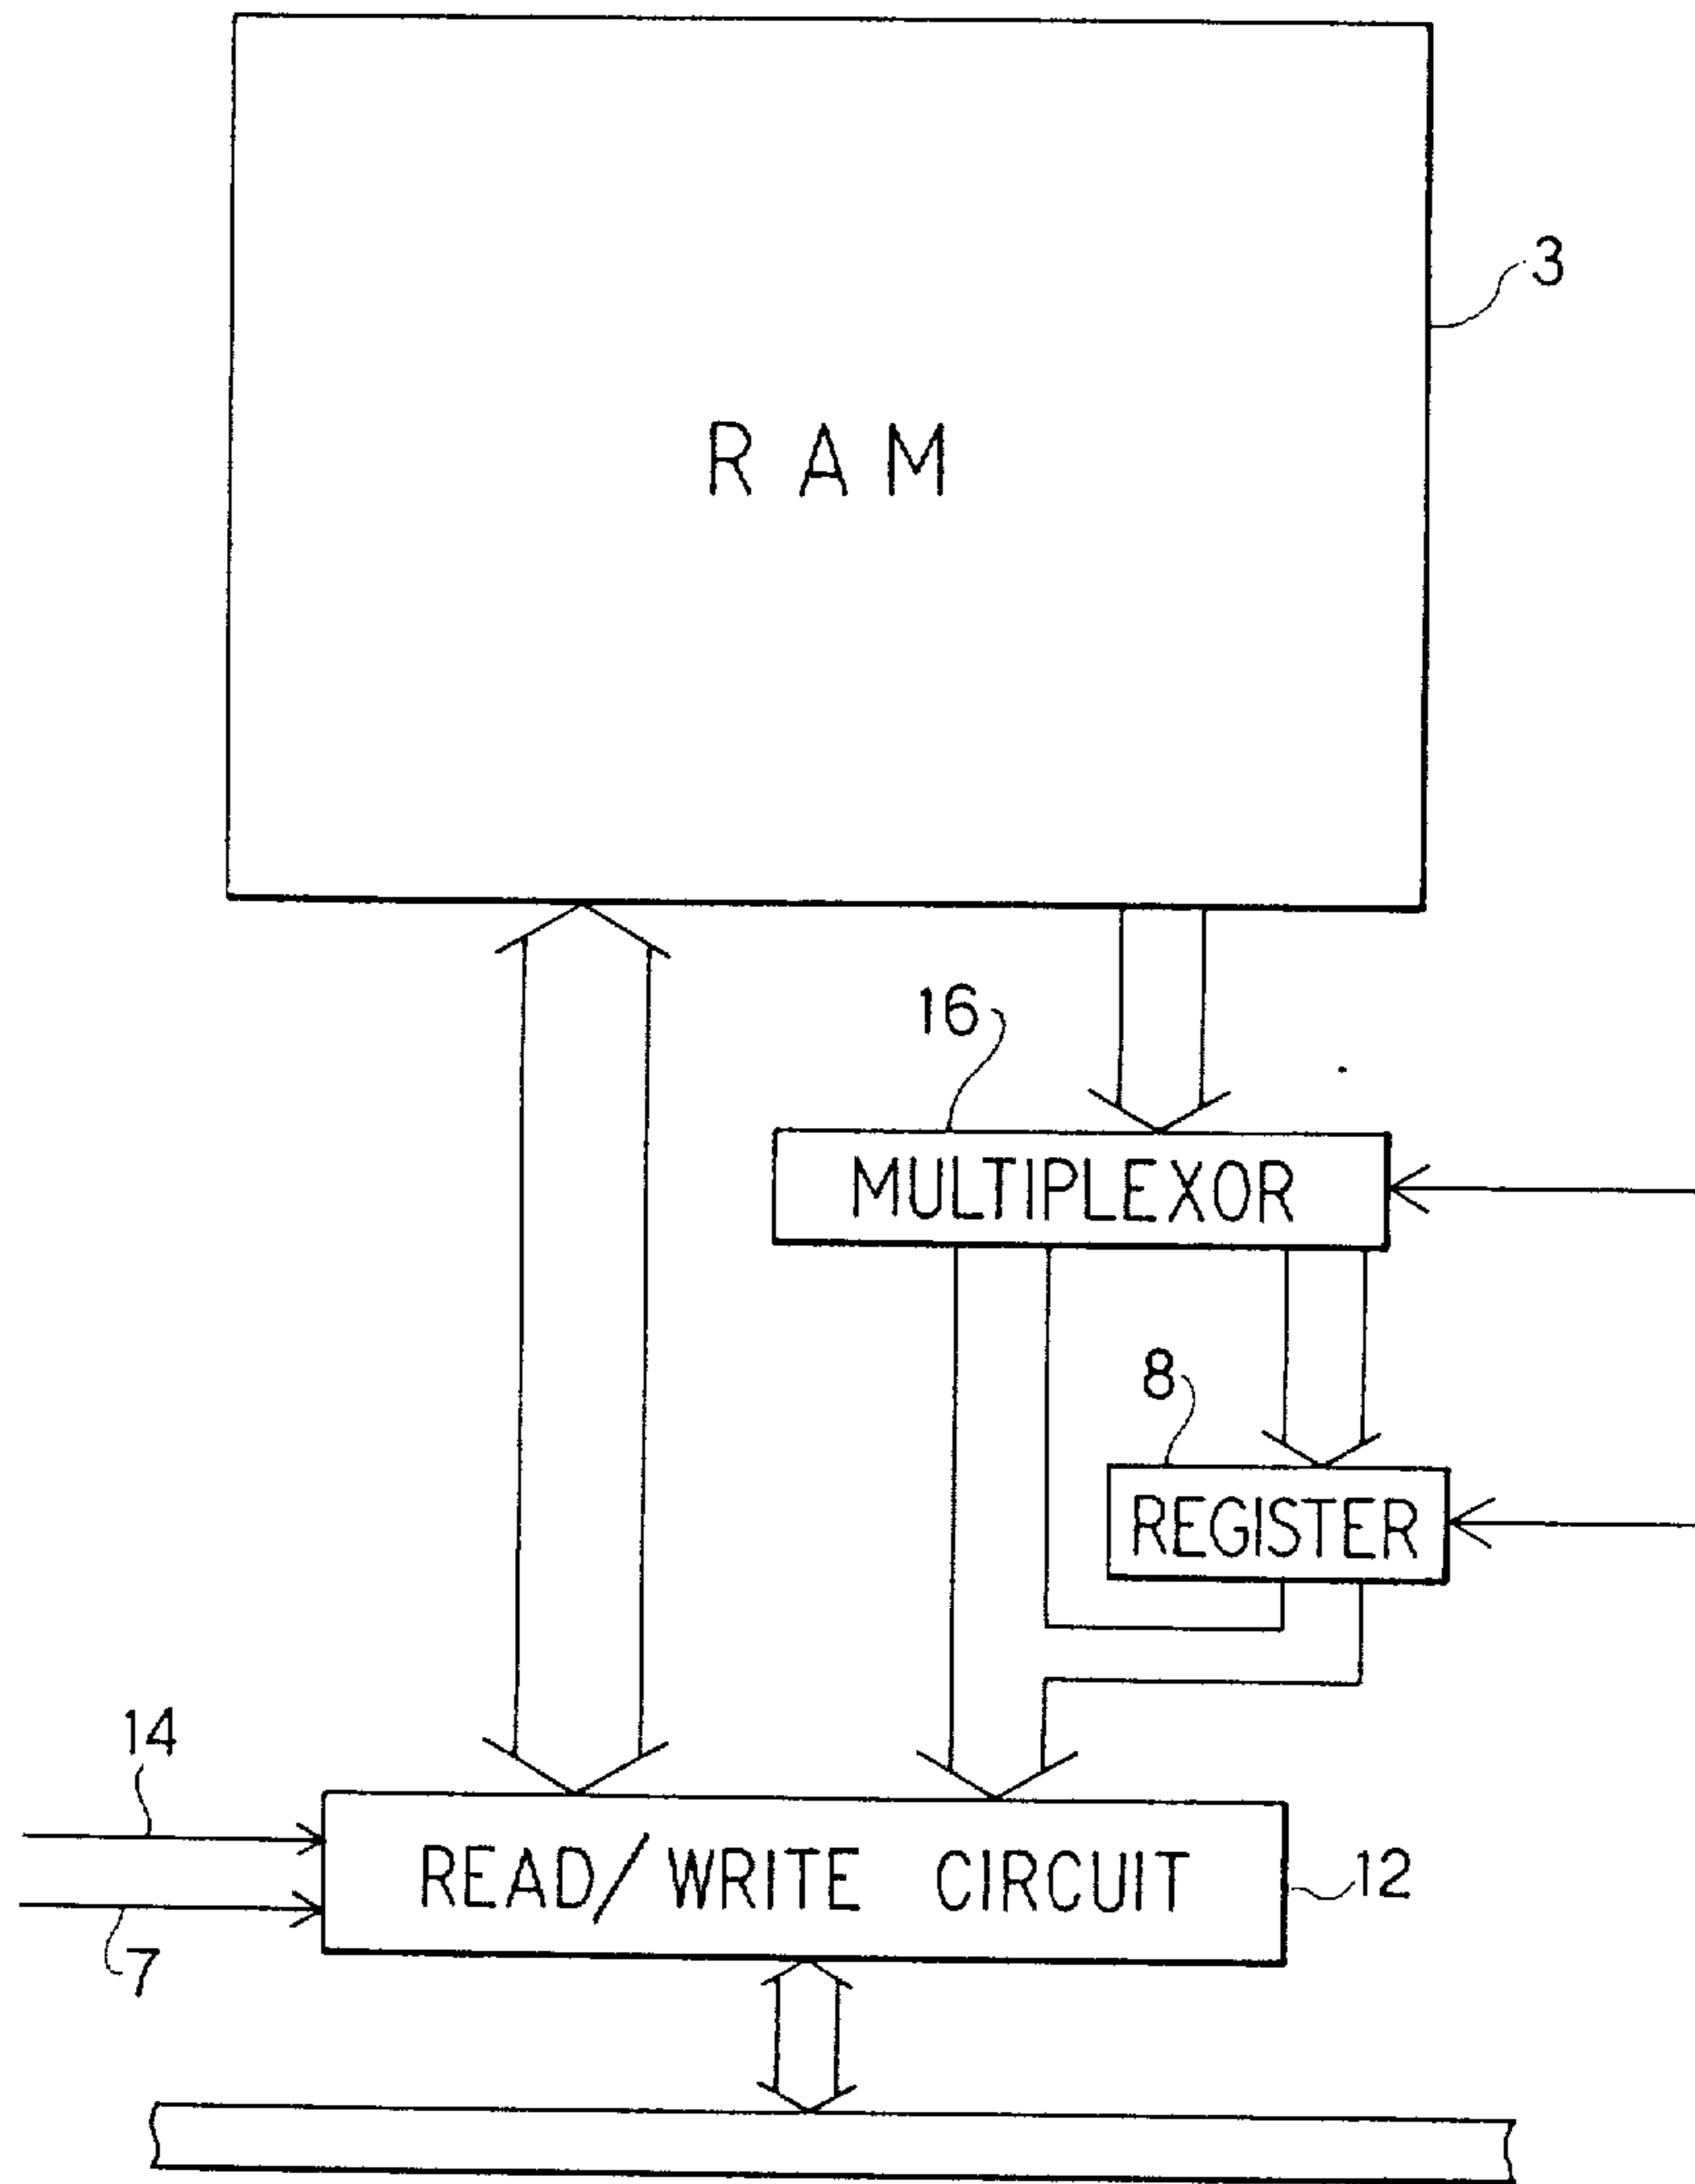 3
RAM
16
MULTIPLEXOR
8
REGISTER
14
READ/WRITE CIRCUIT
12
7